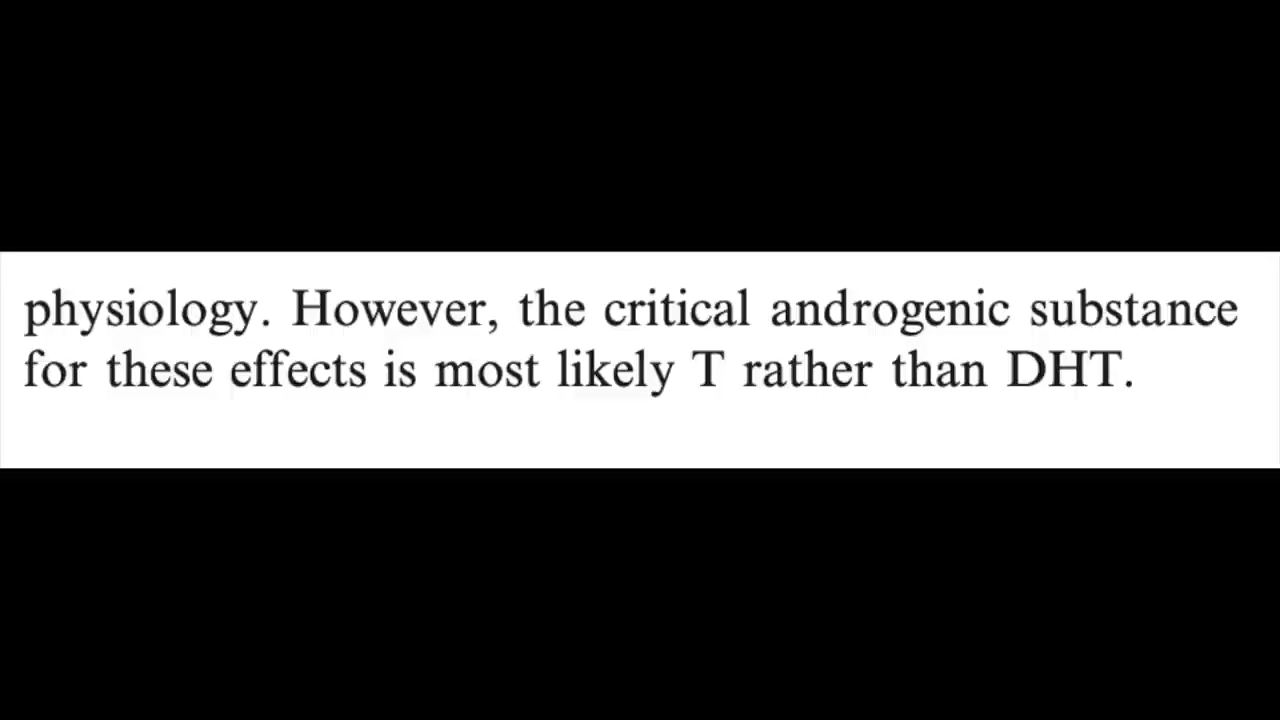 physiology. However, the critical androgenic substance
for these effects is most likely T rather than DHT.